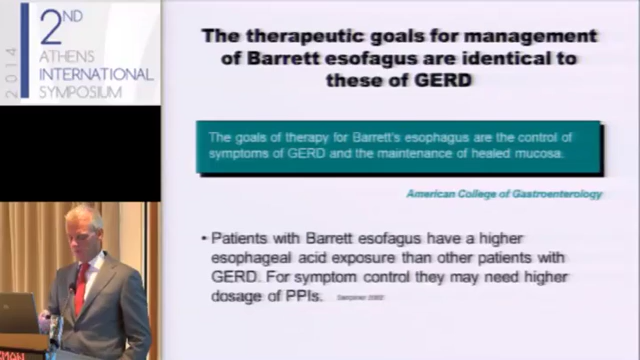 2014
2ND
ATHENS
INTERNATIONAL
SYMPOSIUM
The therapeutic goals for management
of Barrett esofagus are identical to
these of GERD
The goals of therapy for Barrett's esophagus are the control of
symptoms of GERD and the maintenance of healed mucosa.
American College of Gastroenterology
• Patients with Barrett esofagus have a higher
esophageal acid exposure than other patients with
GERD. For symptom control they may need higher
dosage of PPIs.